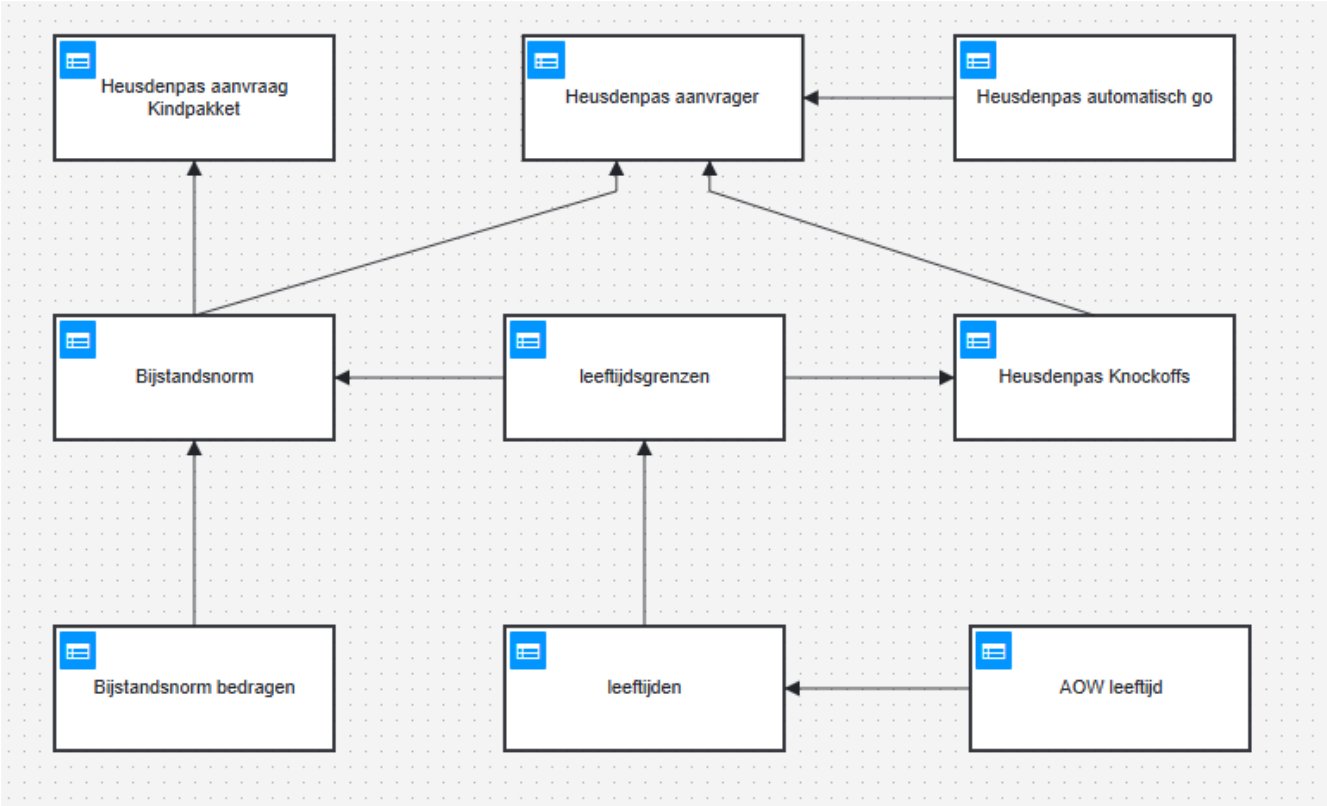 Heusdenpas aanvraag
Kindpakket
Heusdenpas aanvrager
Heusdenpas automatisch go
Bijstandsnorm
leeftijdsgrenzen
Heusdenpas Knockoffs
Bijstandsnorm bedragen
leeftijden
AOW leeftijd